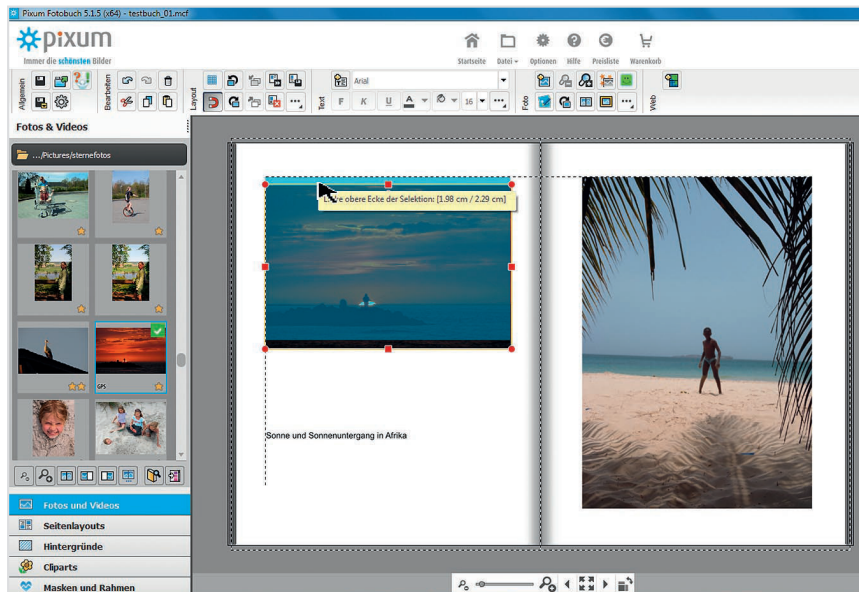 Pixum Fotobuch 5.1.5 (x64) - testbuch_01.mcf
pixum
Immer die schönsten Bilder
Startseite Datei Optionen Hilfe Preisliste Warenkorb
Allgemein
Bearbeiten
Layout
Text
Arial
F K U A 16
Foto
Web
Fotos & Videos
.../Pictures/sternefotos
GPS
obere Ecke der Selektion: [1.98 cm / 2.29 cm]
Sonne und Sonnenuntergang in Afrika
Fotos und Videos
Seitenlayouts
Hintergründe
Cliparts
Masken und Rahmen